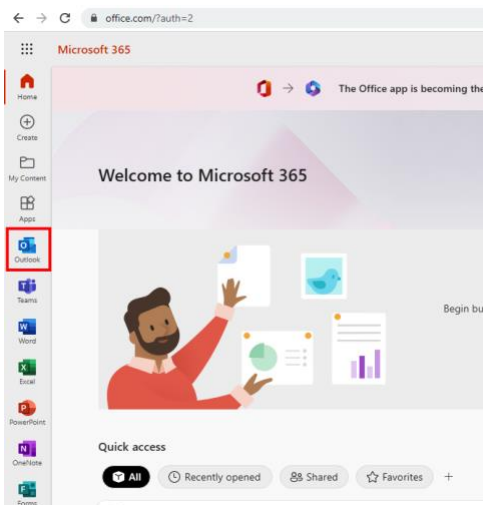 office.com/?auth=2
Microsoft 365
Home
The Office app is becoming the
Create
My Content
Welcome to Microsoft 365
Apps
Outlook
Teams
Begin bu
Word
Excel
PowerPoint
Quick access
OneNote
All Recently opened Shared Favorites +
Forms